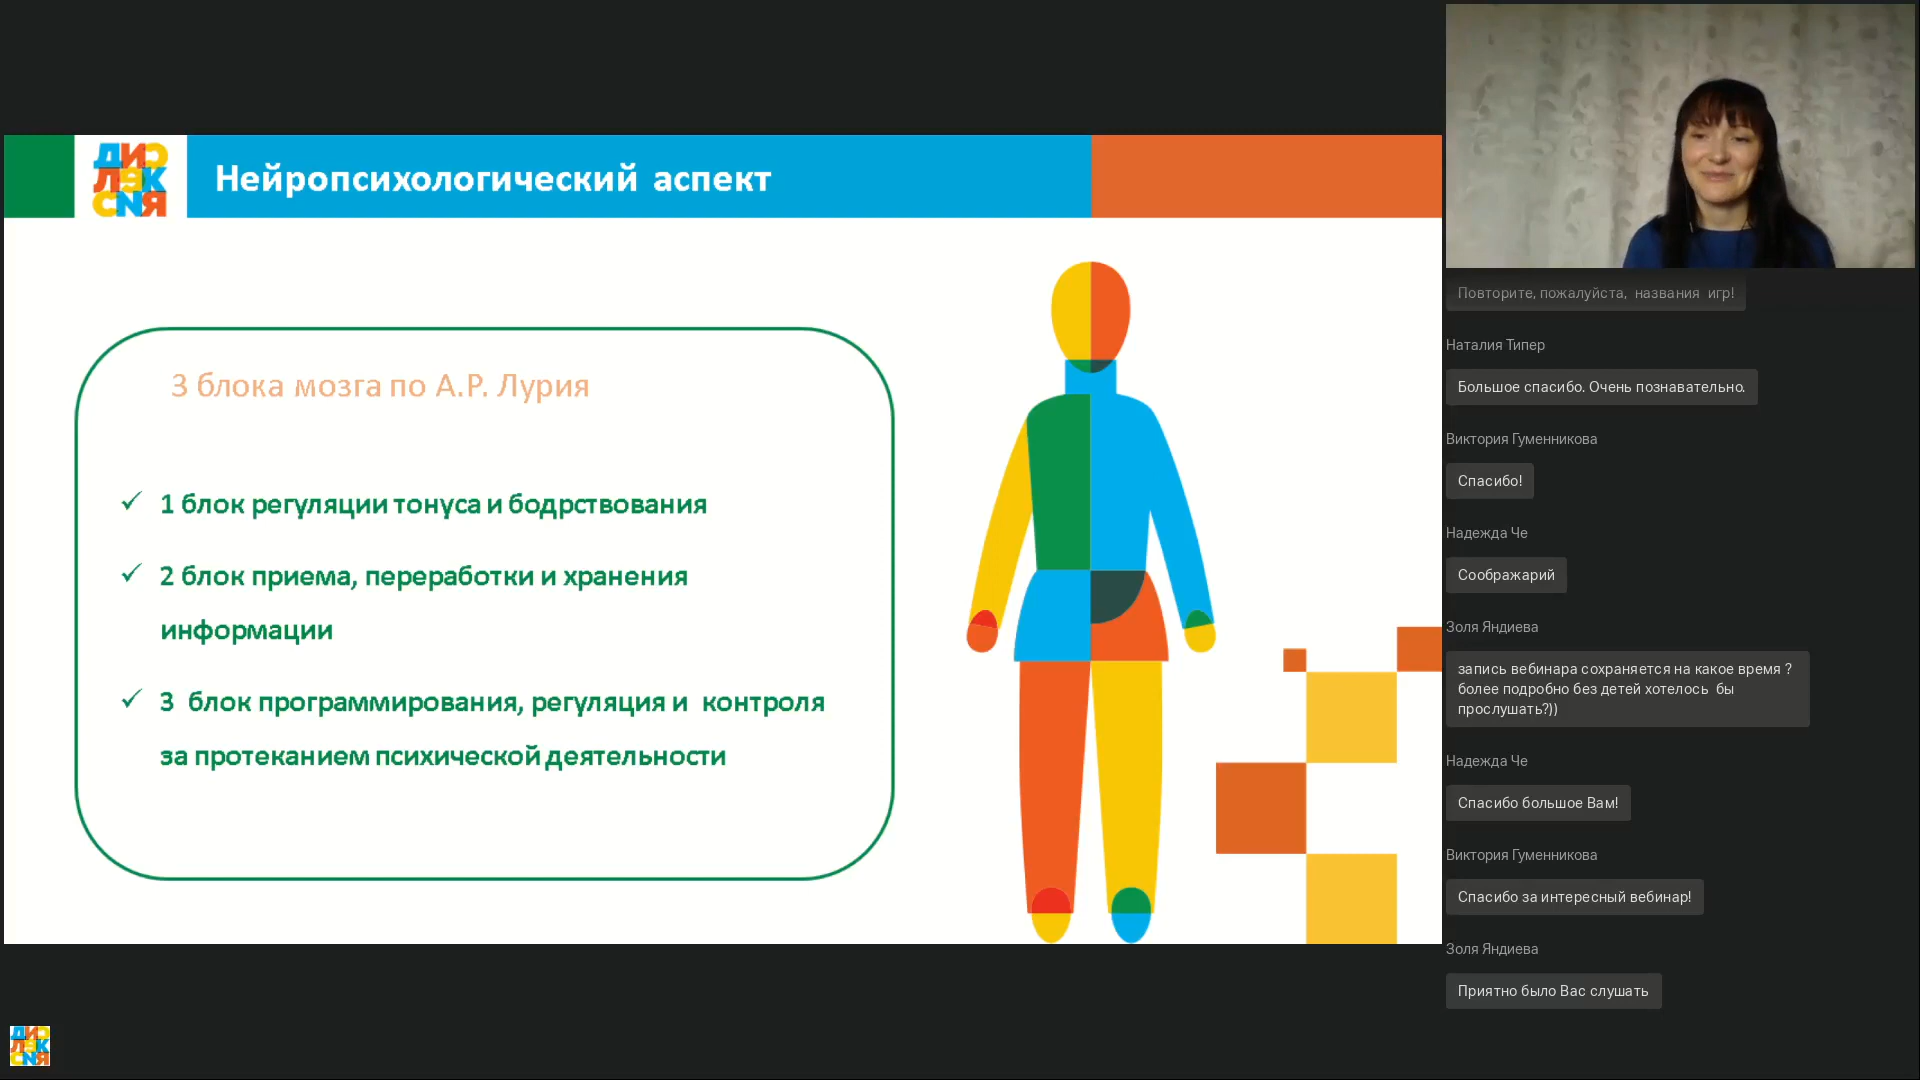 ДИС
ЛЕК
СИЯ
Нейропсихологический аспект
3 блока мозга по А.Р. Лурия
1 блок регуляции тонуса и бодрствования
2 блок приема, переработки и хранения
информации
3 блок программирования, регуляция и контроля
за протеканием психической деятельности
Повторите, пожалуйста, названия игр!
Наталия Типер
Большое спасибо. Очень познавательно.
Виктория Гуменникова
Спасибо!
Надежда Че
Соображарий
Золя Яндиева
запись вебинара сохраняется на какое время ?
более подробно без детей хотелось бы
прослушать?))
Надежда Че
Спасибо большое Вам!
Виктория Гуменникова
Спасибо за интересный вебинар!
Золя Яндиева
Приятно было Вас слушать
ДИС
ЛЕК
СИЯ